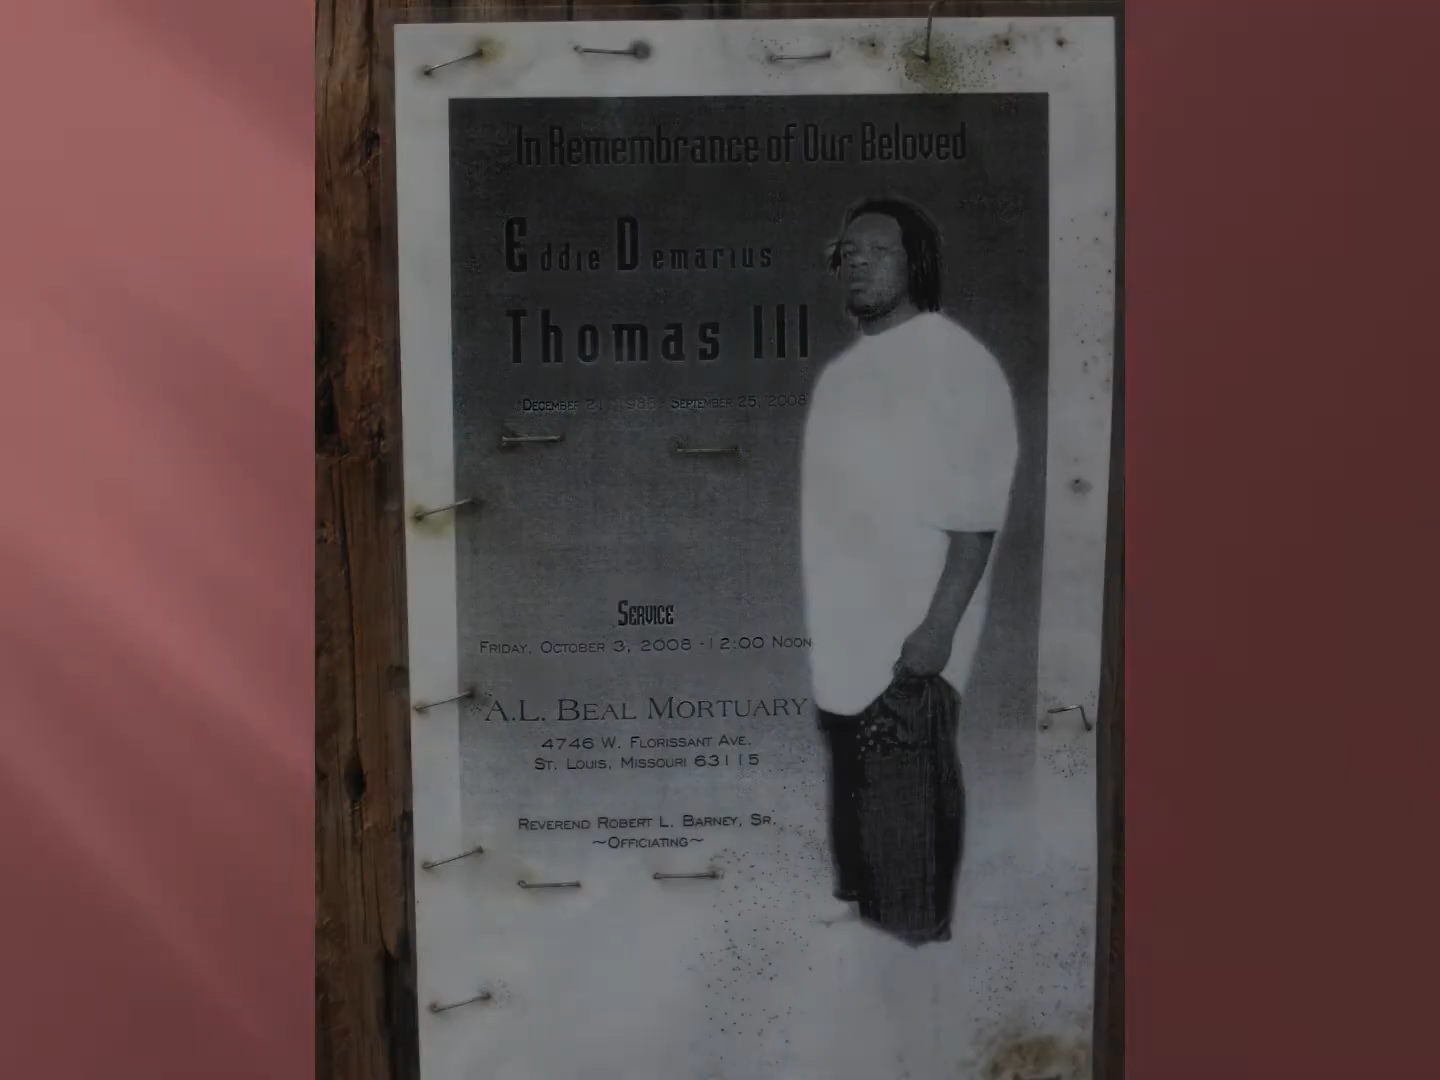 In Remembrance of Our Beloved
Eddie Demarius
Thomas III
September 25, 2008
Service
Friday, October 3, 2008 - 12:00 Noon
A.L. Beal Mortuary
4746 W. Florissant Ave.
St. Louis, Missouri 63115
Reverend Robert L. Barney, Sr.
~Officiating~